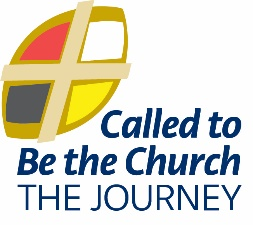 Called to
Be the Church
THE JOURNEY